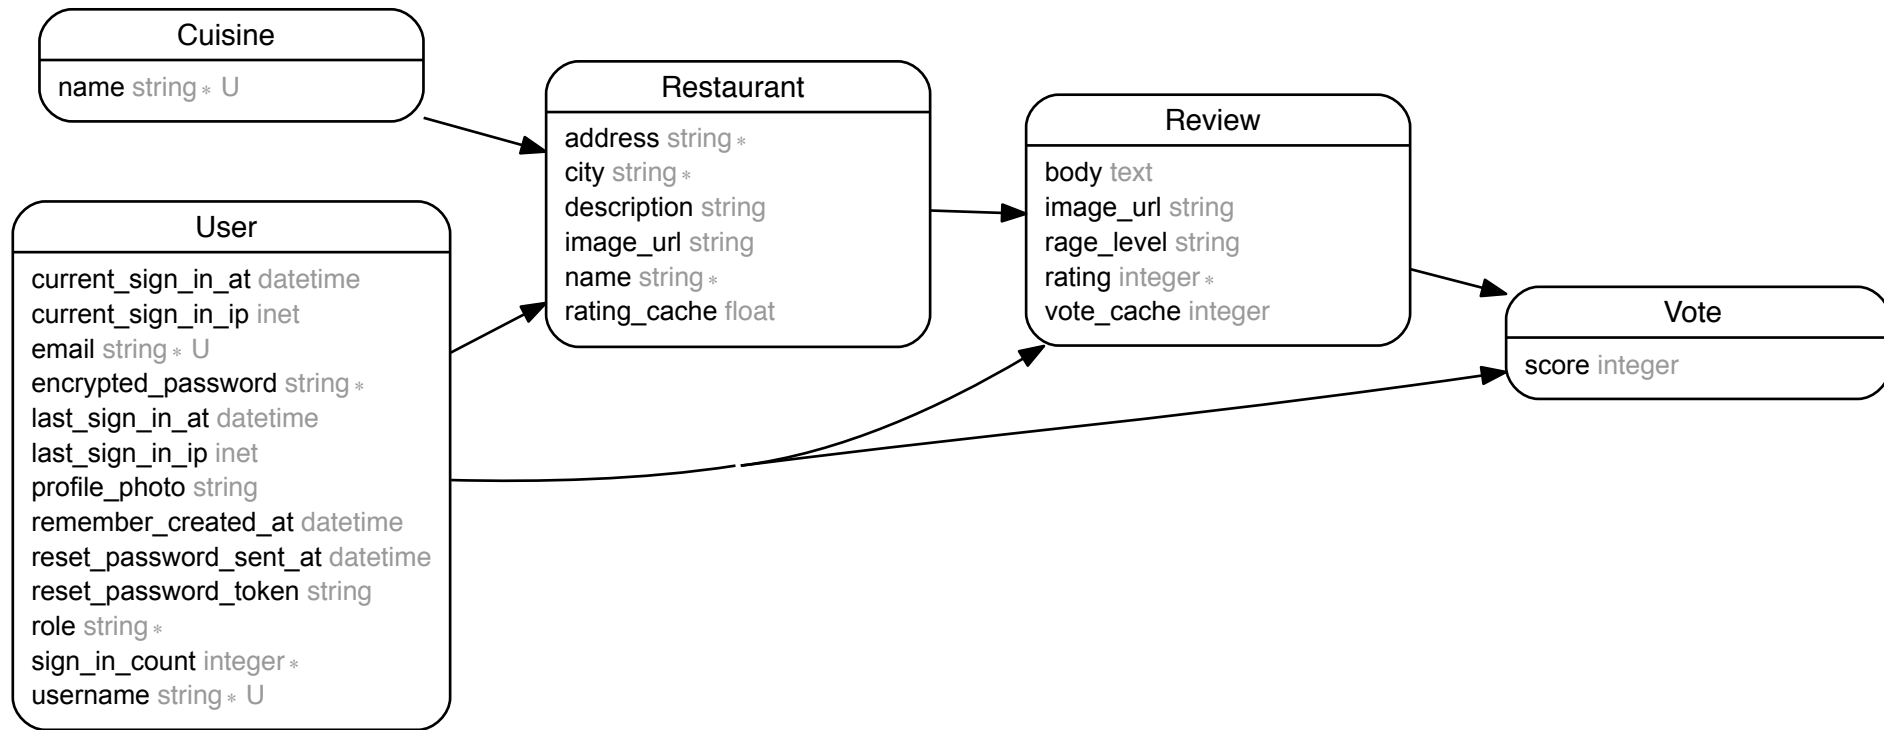 Cuisine
name string* U
User
current_sign_in_at datetime
current_sign_in_ip inet
email string* U
encrypted_password string*
last_sign_in_at datetime
last_sign_in_ip inet
profile_photo string
remember_created_at datetime
reset_password_sent_at datetime
reset_password_token string
role string*
sign_in_count integer*
username string* U
Restaurant
address string*
city string*
description string
image_url string
name string*
rating_cache float
Review
body text
image_url string
rage_level string
rating integer*
vote_cache integer
Vote
score integer